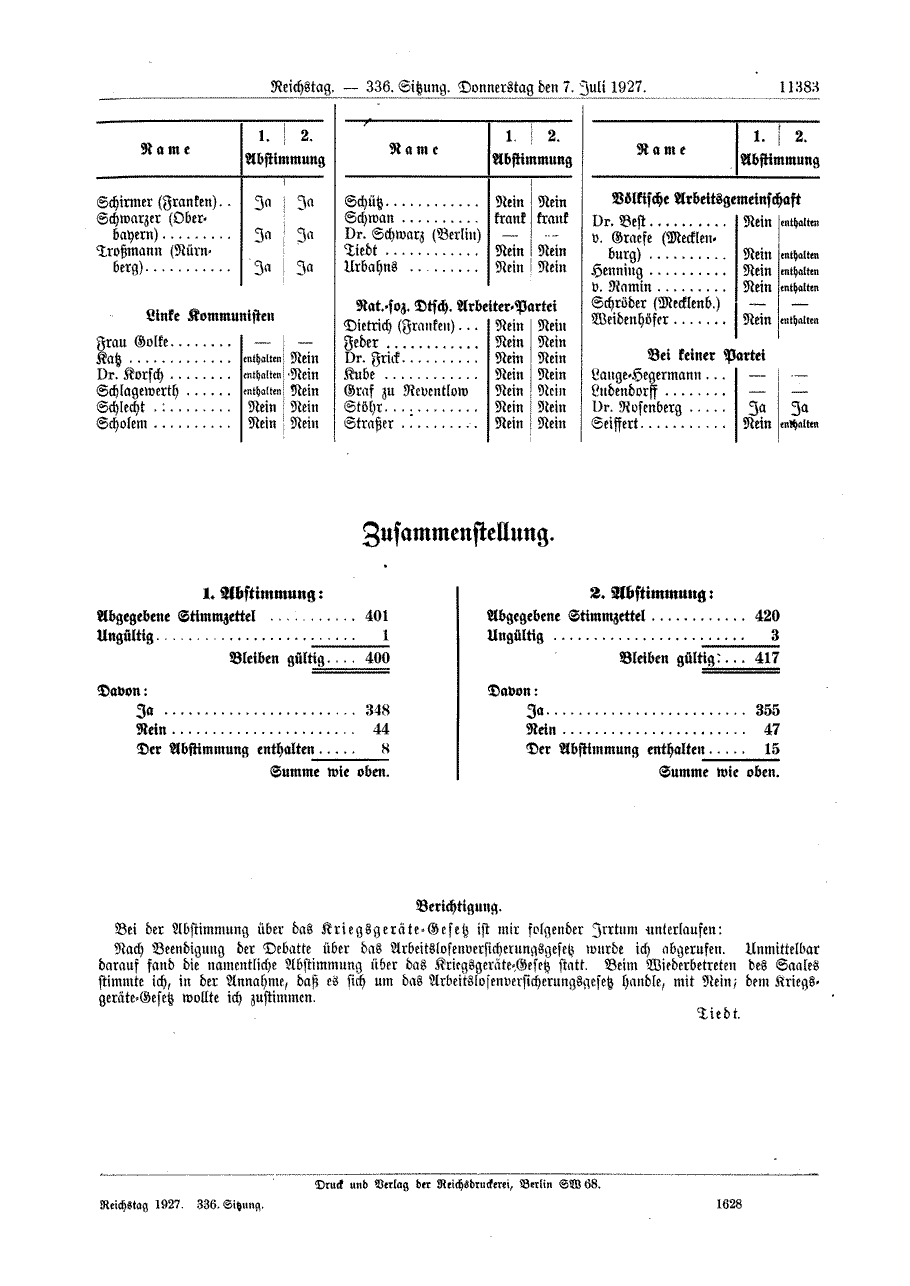 Reichstag. — 336. Sitzung. Donnerstag den 7. Juli 1927. 11383
Name 1. 2.
Abstimmung
Schirmer (Franken). . Ja Ja
Schwarzer (Ober-
bayern) . . . . . . . . . Ja Ja
Troßmann (Nürn-
berg). . . . . . . . . . . Ja Ja
Linke Kommunisten
Frau Golke. . . . . . . . — —
Katz . . . . . . . . . . . . . enthalten Nein
Dr. Korsch . . . . . . . . enthalten Nein
Schlagewerth . . . . . . enthalten Nein
Schlecht . . . . . . . . . . Nein Nein
Scholem . . . . . . . . . . Nein Nein
Name 1. 2.
Abstimmung
Schütz. . . . . . . . . . . . Nein Nein
Schwan . . . . . . . . . . krank krank
Dr. Schwarz (Berlin) — —
Tiedt . . . . . . . . . . . . Nein Nein
Urbahns . . . . . . . . . Nein Nein
Nat.-soz. Dtsch. Arbeiter-Partei
Dietrich (Franken) . . . Nein Nein
Feder . . . . . . . . . . . . Nein Nein
Dr. Frick. . . . . . . . . . Nein Nein
Kube . . . . . . . . . . . . Nein Nein
Graf zu Reventlow Nein Nein
Stöhr. . . . . . . . . . . . Nein Nein
Straßer . . . . . . . . . . Nein Nein
Name 1. 2.
Abstimmung
Völkische Arbeitsgemeinschaft
Dr. Best . . . . . . . . . . Nein enthalten
v. Graefe (Mecklen-
burg) . . . . . . . . . . Nein enthalten
Henning . . . . . . . . . . Nein enthalten
v. Ramin . . . . . . . . . Nein enthalten
Schröder (Mecklenb.) — —
Weidenhöfer . . . . . . . Nein enthalten
Bei keiner Partei
Lange-Hegermann . . . — —
Ludendorff . . . . . . . . — —
Dr. Rosenberg . . . . . Ja Ja
Seiffert. . . . . . . . . . . Nein enthalten
Zusammenstellung.
1. Abstimmung:
Abgegebene Stimmzettel . . . . . . . . . . . 401
Ungültig. . . . . . . . . . . . . . . . . . . . . . . . . 1
Bleiben gültig. . . . 400
Davon:
Ja . . . . . . . . . . . . . . . . . . . . . . . . 348
Nein . . . . . . . . . . . . . . . . . . . . . . . 44
Der Abstimmung enthalten . . . . . 8
Summe wie oben.
2. Abstimmung:
Abgegebene Stimmzettel . . . . . . . . . . . . 420
Ungültig . . . . . . . . . . . . . . . . . . . . . . . . 3
Bleiben gültig. . . . 417
Davon:
Ja. . . . . . . . . . . . . . . . . . . . . . . . . 355
Nein . . . . . . . . . . . . . . . . . . . . . . . 47
Der Abstimmung enthalten . . . . . 15
Summe wie oben.
Berichtigung.
Bei der Abstimmung über das Kriegsgeräte-Gesetz ist mir folgender Irrtum unterlaufen:
Nach Beendigung der Debatte über das Arbeitslosenversicherungsgesetz wurde ich abgerufen. Unmittelbar
darauf fand die namentliche Abstimmung über das Kriegsgeräte-Gesetz statt. Beim Wiederbetreten des Saales
stimmte ich, in der Annahme, daß es sich um das Arbeitslosenversicherungsgesetz handle, mit Nein; dem Kriegs-
geräte-Gesetz wollte ich zustimmen.
Tiedt.
Druck und Verlag der Reichsdruckerei, Berlin SW 68.
Reichstag 1927. 336. Sitzung. 1628